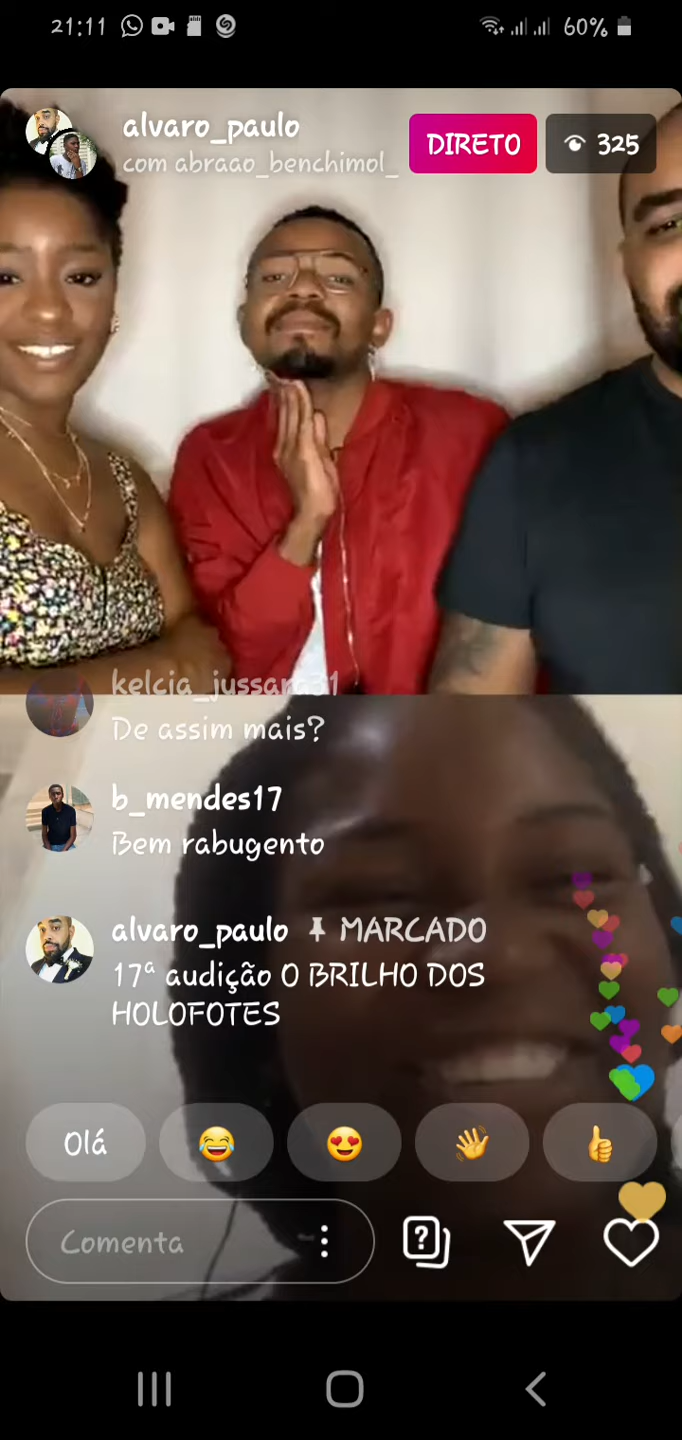 21:11
60%
alvaro_paulo
com abraao_benchimol_
DIRETO
325
kelcia_jussara31
De assim mais?
b_mendes17
Bem rabugento
alvaro_paulo MARCADO
17ª audição O BRILHO DOS
HOLOFOTES
Olá
Comenta